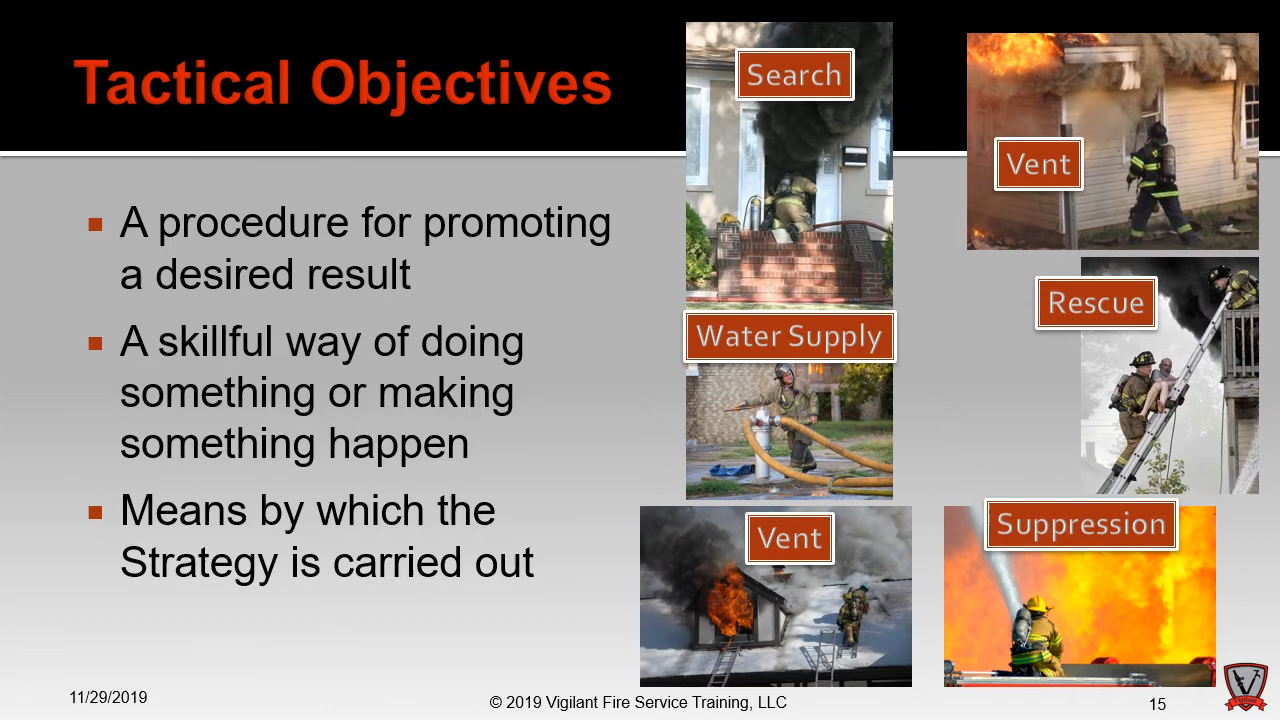 Tactical Objectives
A procedure for promoting
a desired result
A skillful way of doing
something or making
something happen
Means by which the
Strategy is carried out
Search
Vent
Rescue
Water Supply
Vent
Suppression
11/29/2019
© 2019 Vigilant Fire Service Training, LLC
15
Vigilant